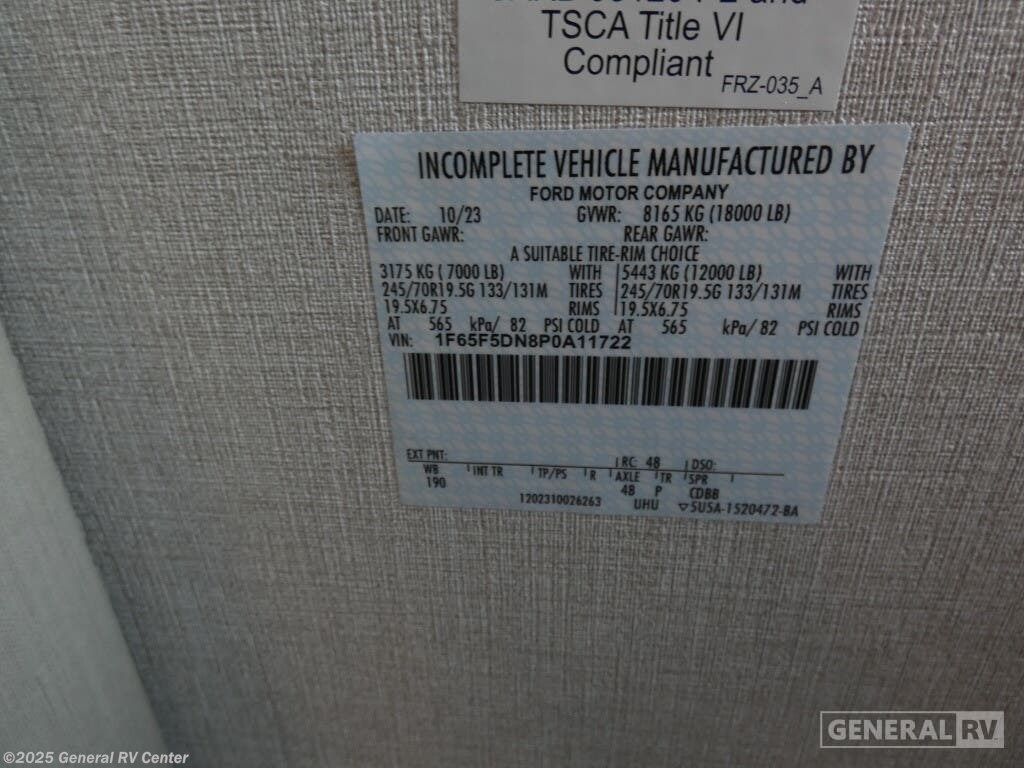 TSCA Title VI
Compliant
FRZ-035_A
INCOMPLETE VEHICLE MANUFACTURED BY
FORD MOTOR COMPANY
DATE: 10/23 GVWR: 8165 KG (18000 LB)
FRONT GAWR: REAR GAWR:
A SUITABLE TIRE-RIM CHOICE
3175 KG ( 7000 LB) WITH 5443 KG (12000 LB) WITH
245/70R19.5G 133/131M TIRES 245/70R19.5G 133/131M TIRES
19.5X6.75 RIMS 19.5X6.75 RIMS
AT 565 kPa/ 82 PSI COLD AT 565 kPa/ 82 PSI COLD
VIN: 1F65F5DN8P0A11722
EXT PNT: RC: 48 DSO:
WB INT TR TP/PS R AXLE TR SPR
190 48 P CDBB
1202310026263 UHU ▽5U5A-1520472-BA
GENERAL RV
©2025 General RV Center